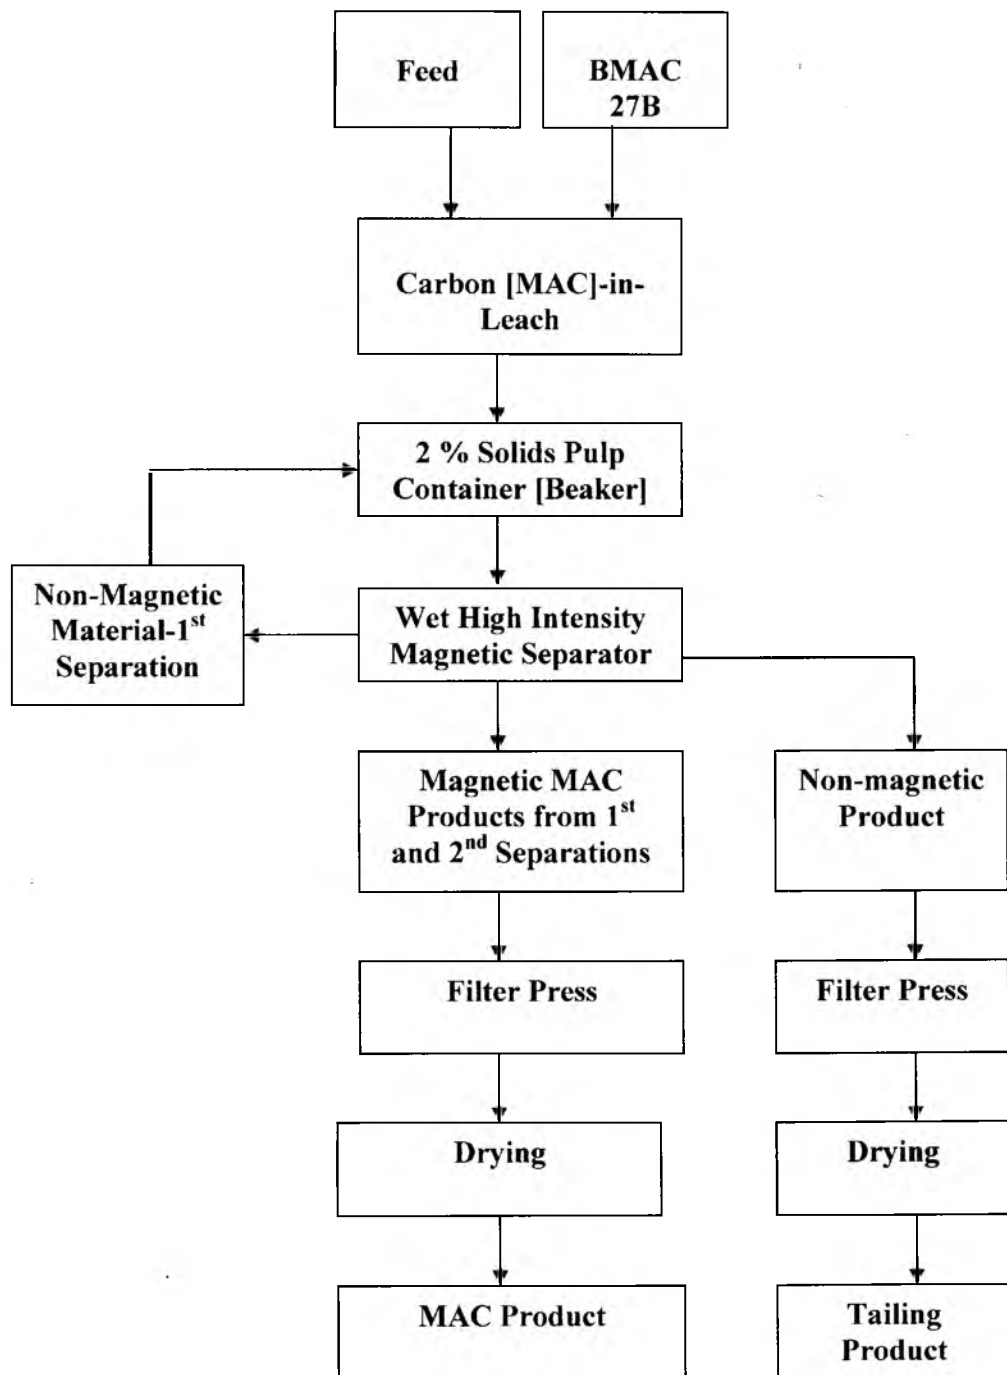 Feed
BMAC
27B
Carbon [MAC]-in-
Leach
2 % Solids Pulp
Container [Beaker]
Non-Magnetic
Material-1st
Separation
Wet High Intensity
Magnetic Separator
Magnetic MAC
Products from 1st
and 2nd Separations
Non-magnetic
Product
Filter Press
Filter Press
Drying
Drying
MAC Product
Tailing
Product